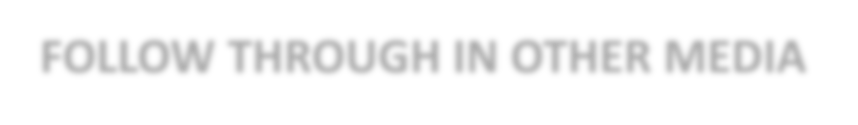 FOLLOW THROUGH IN OTHER MEDIA